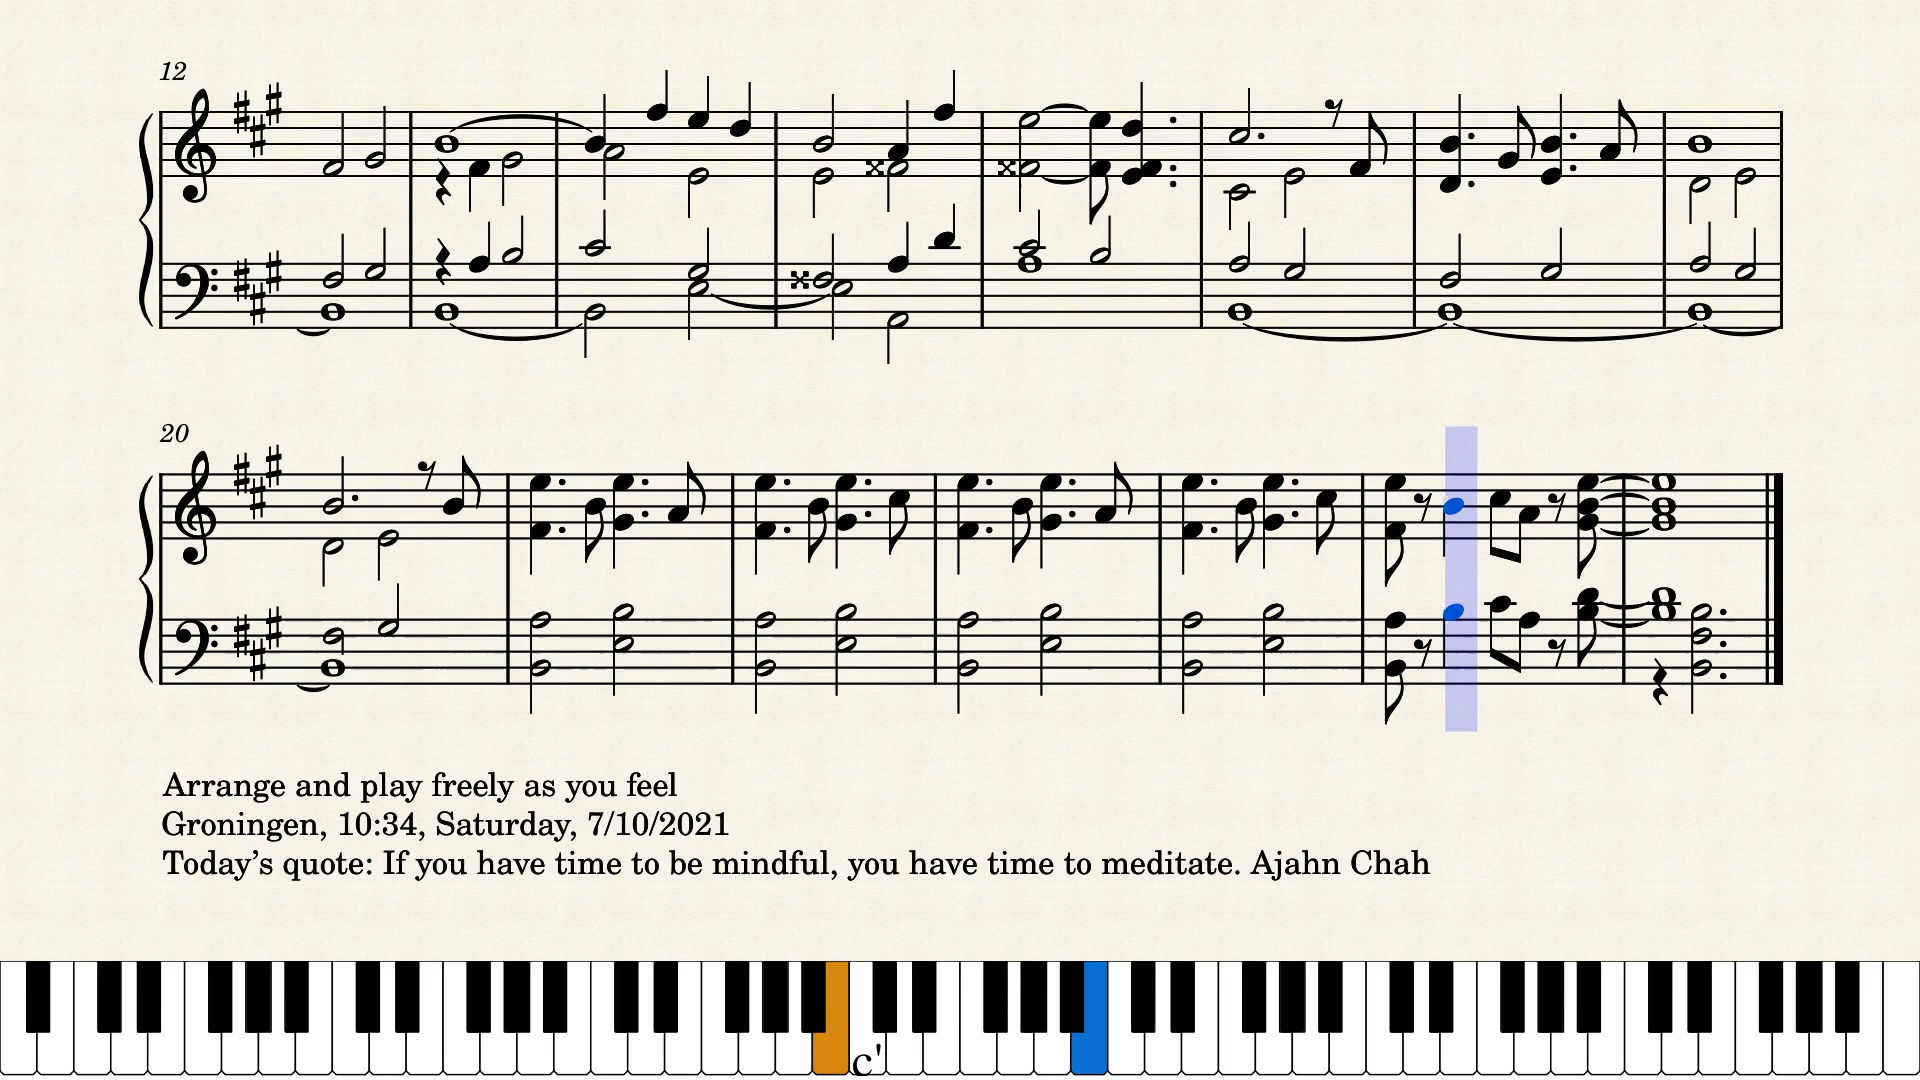 12
20
Arrange and play freely as you feel
Groningen, 10:34, Saturday, 7/10/2021
Today’s quote: If you have time to be mindful, you have time to meditate. Ajahn Chah
c'